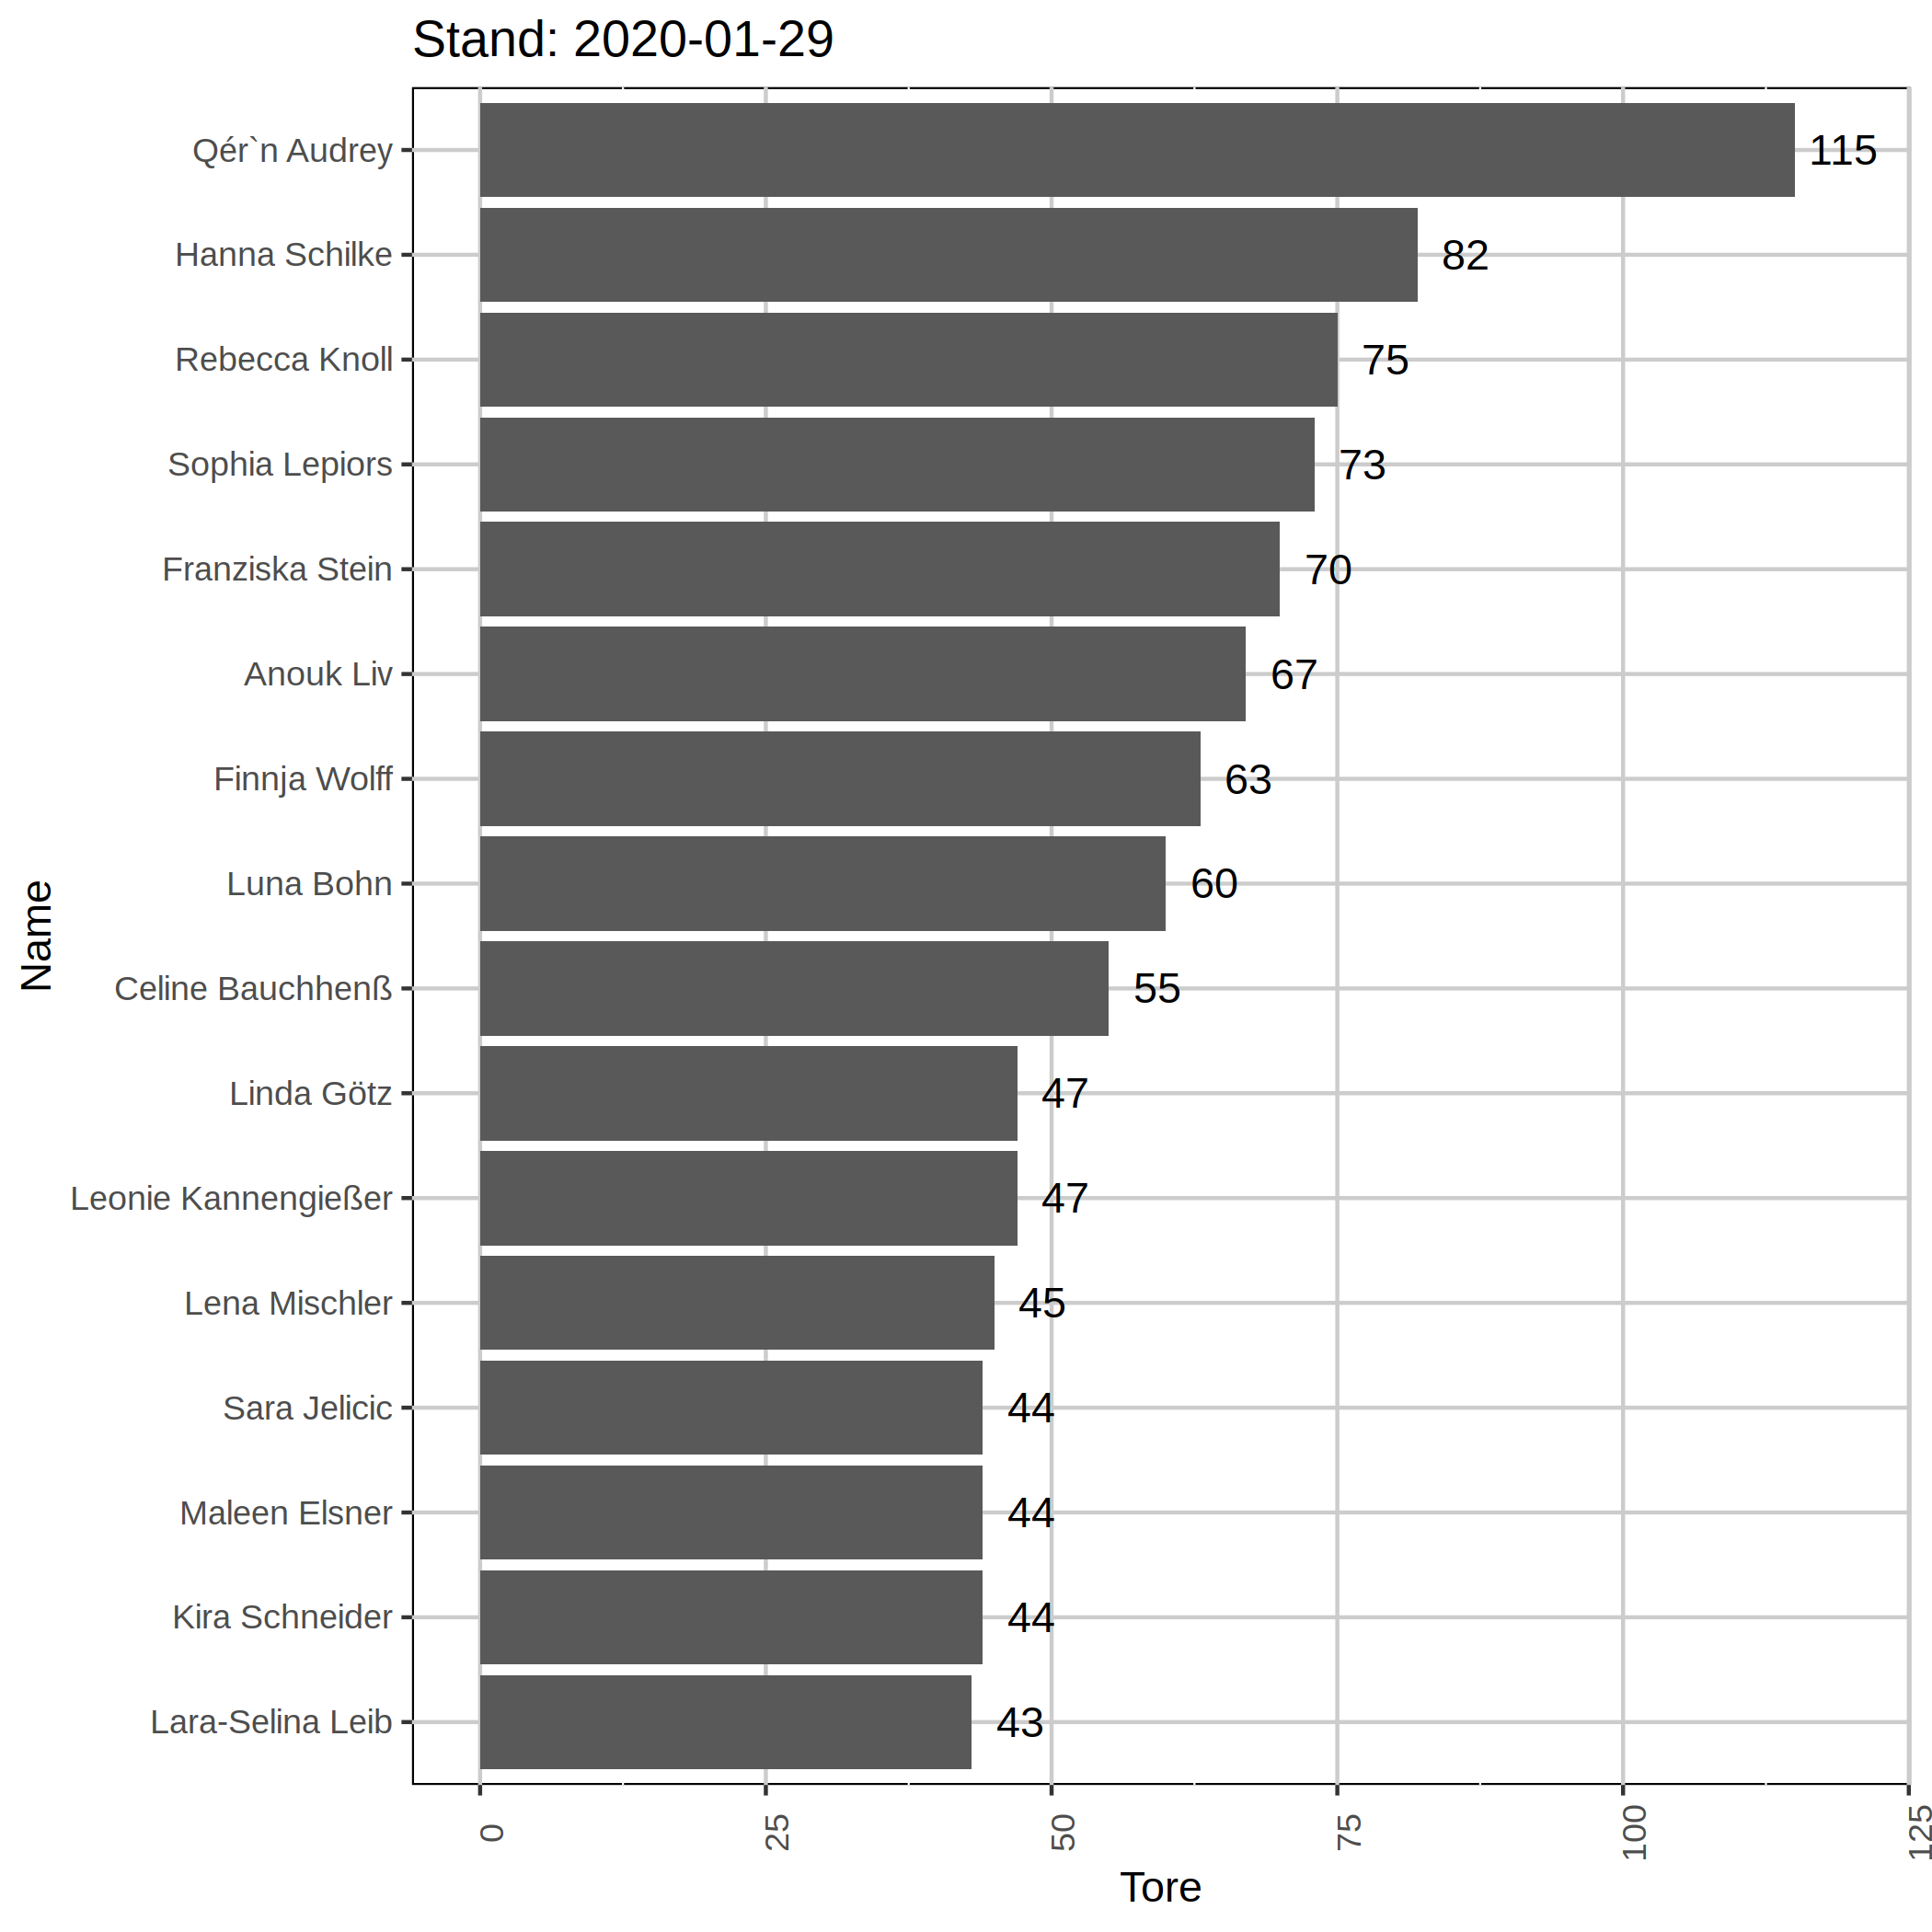 Stand: 2020-01-29
Qér`n Audrey 115
Hanna Schilke 82
Rebecca Knoll 75
Sophia Lepiors 73
Franziska Stein 70
Anouk Liv 67
Finnja Wolff 63
Luna Bohn 60
Celine Bauchhenß 55
Linda Götz 47
Leonie Kannengießer 47
Lena Mischler 45
Sara Jelicic 44
Maleen Elsner 44
Kira Schneider 44
Lara-Selina Leib 43
Name
0 25 50 75 100 125
Tore